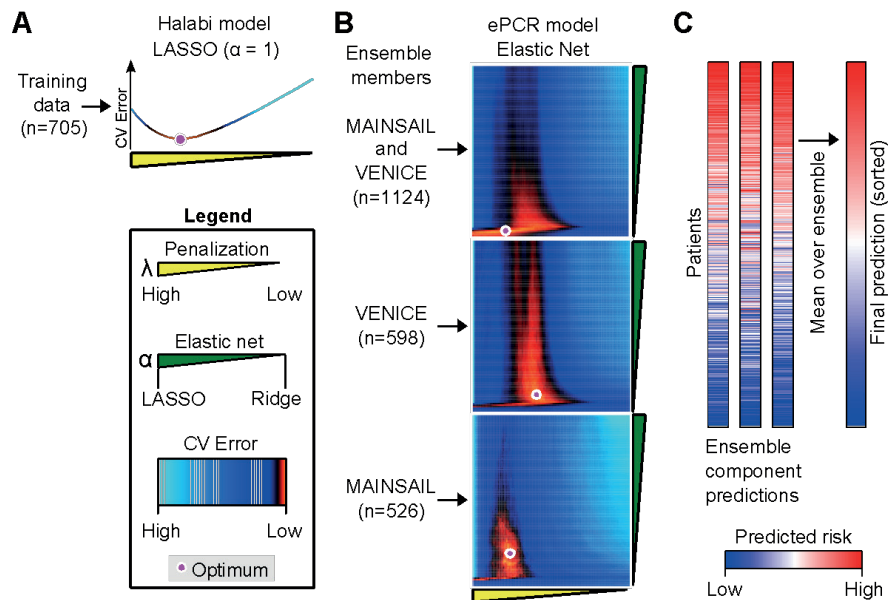 A
Halabi model
LASSO (α = 1)
Training
data
(n=705)
CV Error
Legend
Penalization
λ
High
Low
Elastic net
α
LASSO
Ridge
CV Error
High
Low
Optimum
B
Ensemble
members
ePCR model
Elastic Net
MAINSAIL
and
VENICE
(n=1124)
VENICE
(n=598)
MAINSAIL
(n=526)
C
Patients
Mean over ensemble
Final prediction (sorted)
Ensemble
component
predictions
Predicted risk
Low
High